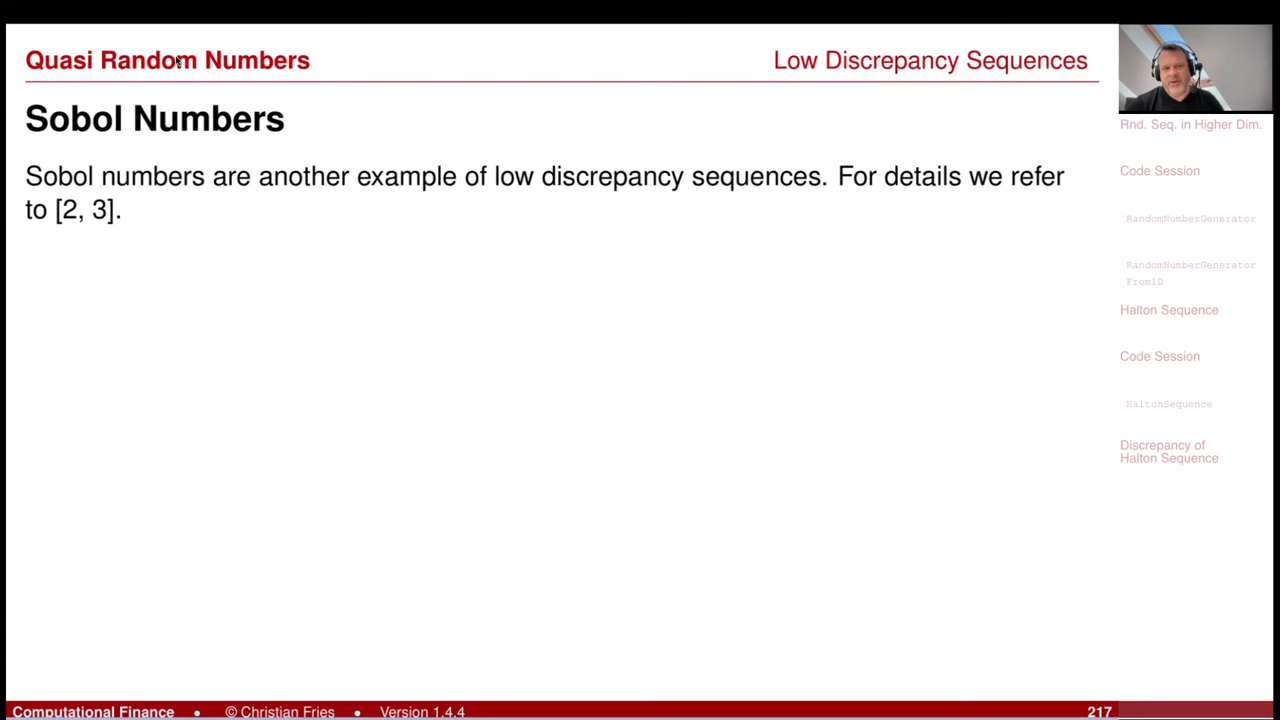 Quasi Random Numbers
Low Discrepancy Sequences
Sobol Numbers
Sobol numbers are another example of low discrepancy sequences. For details we refer
to [2, 3].
Rnd. Seq. in Higher Dim.
Code Session
RandomNumberGenerator
RandomNumberGenerator
From1D
Halton Sequence
Code Session
HaltonSequence
Discrepancy of
Halton Sequence
Computational Finance • © Christian Fries • Version 1.4.4
217